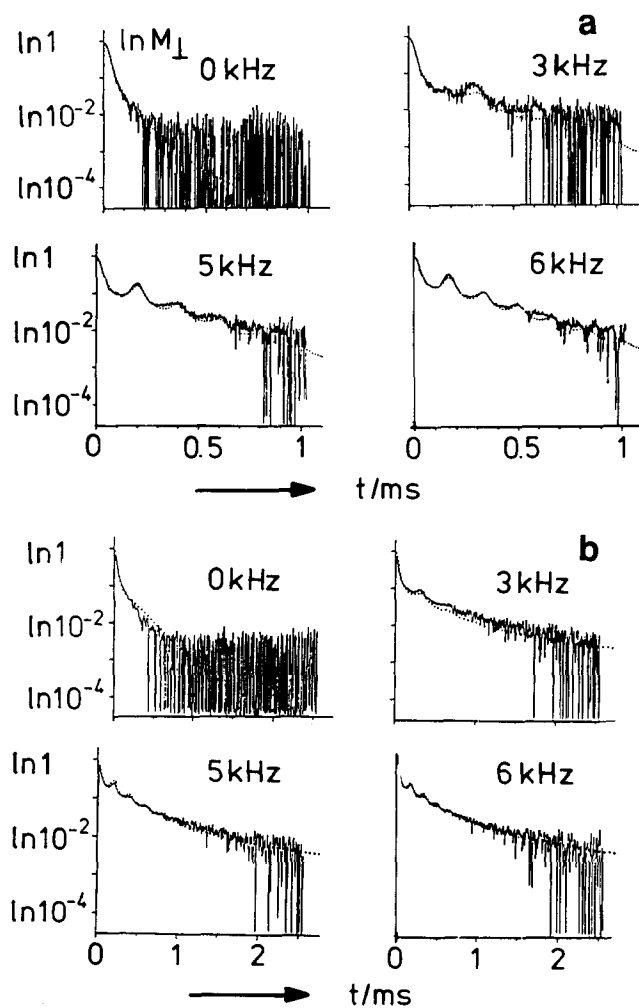 a
ln1 lnM⊥
0 kHz 3 kHz
ln10⁻²
ln10⁻⁴
5 kHz 6 kHz
ln1
ln10⁻²
ln10⁻⁴
0 0.5 1 0 0.5 1
t/ms
b
ln1
0 kHz 3 kHz
ln10⁻²
ln10⁻⁴
ln1
5 kHz 6 kHz
ln10⁻²
ln10⁻⁴
0 1 2 0 1 2
t/ms t/ms